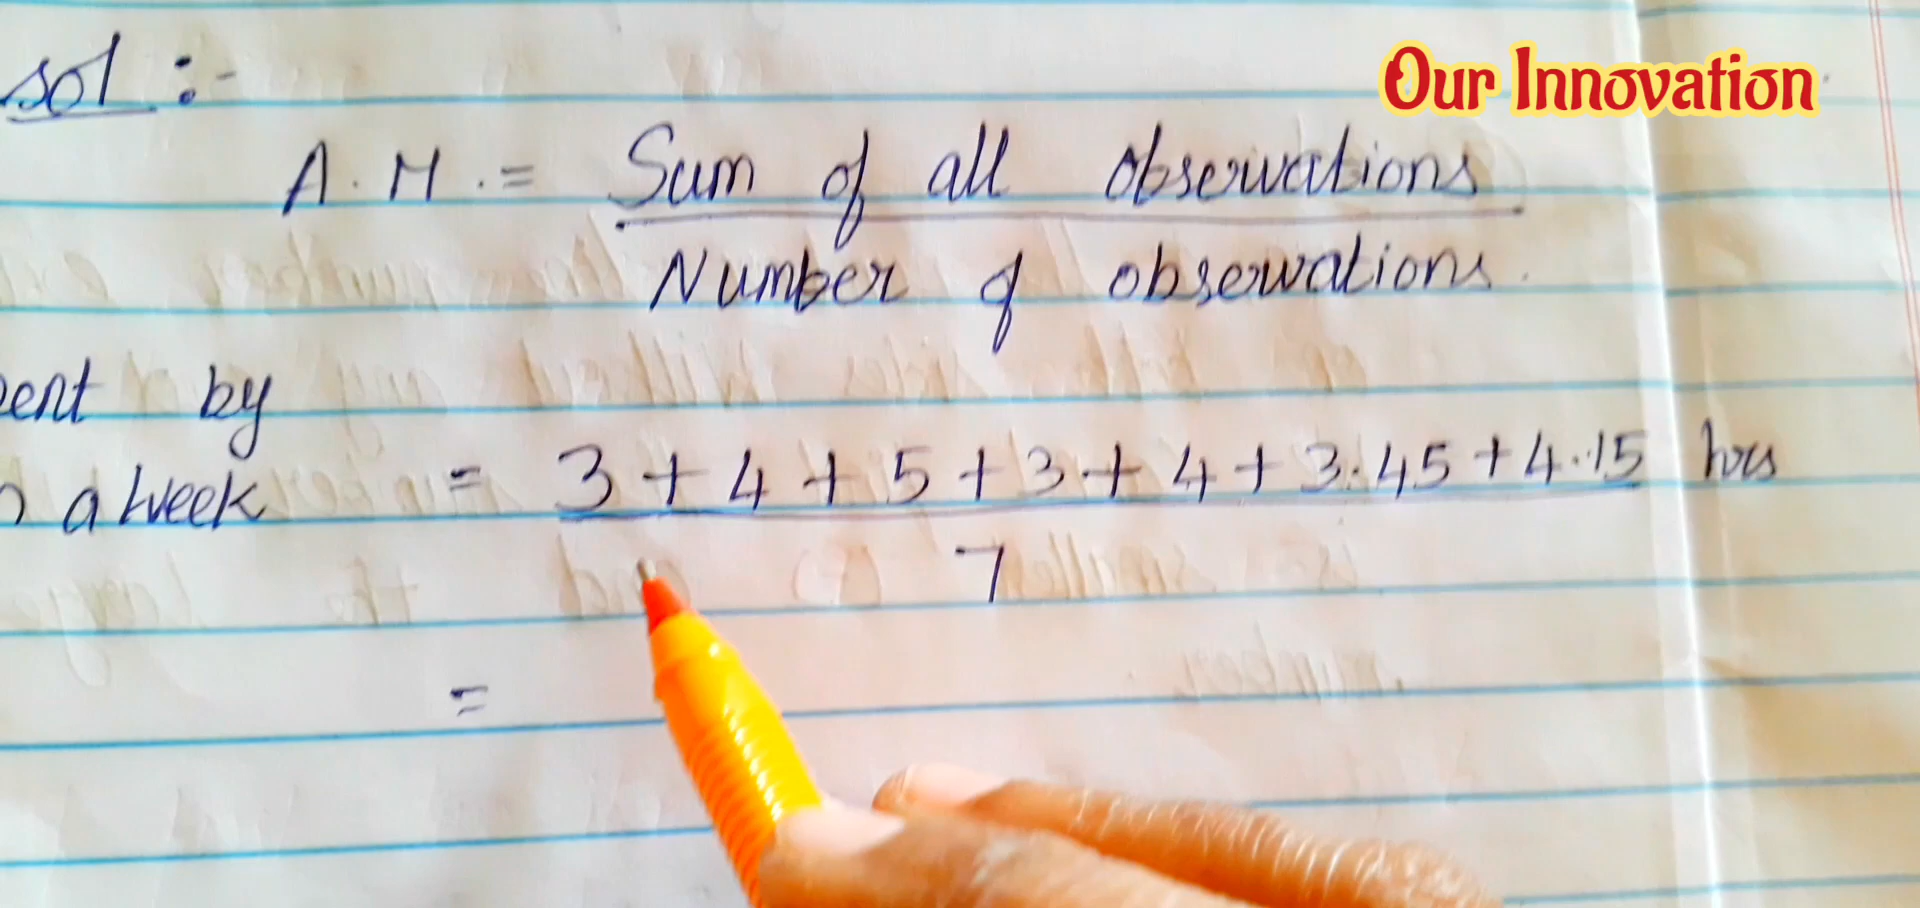 Our Innovation
sol :-
A.M. = Sum of all observations
Number of observations.
by
a week = 3 + 4 + 5 + 3 + 4 + 3.45 + 4.15 hrs
7
=